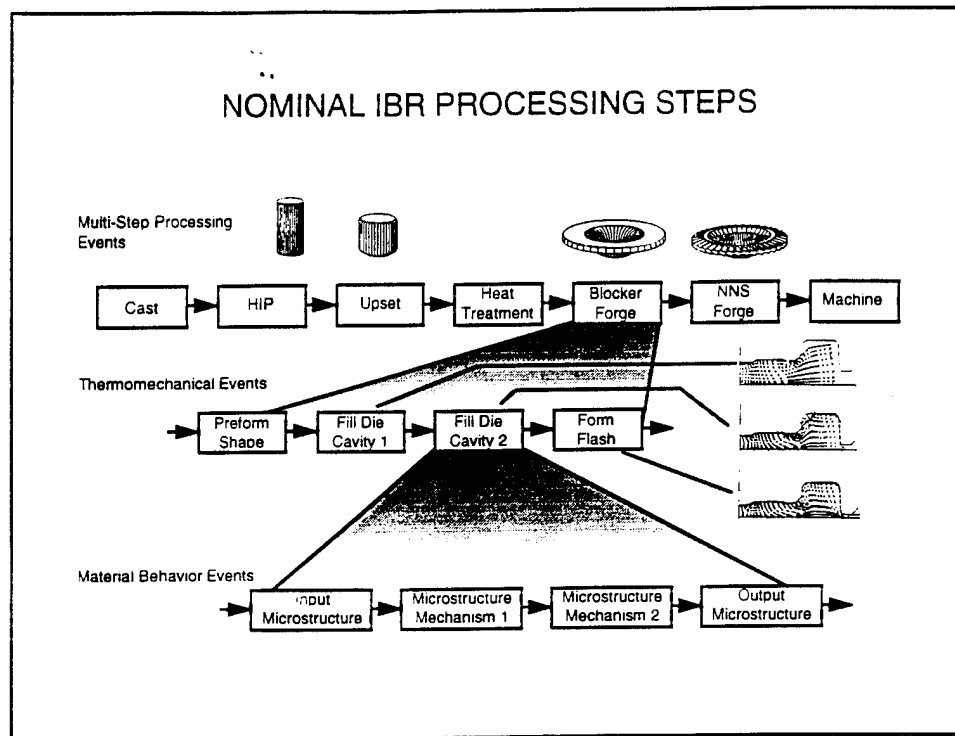 NOMINAL IBR PROCESSING STEPS
Multi-Step Processing
Events
Cast
HIP
Upset
Heat
Treatment
Blocker
Forge
NNS
Forge
Machine
Thermomechanical Events
Preform
Shape
Fill Die
Cavity 1
Fill Die
Cavity 2
Form
Flash
Material Behavior Events
Input
Microstructure
Microstructure
Mechanism 1
Microstructure
Mechanism 2
Output
Microstructure